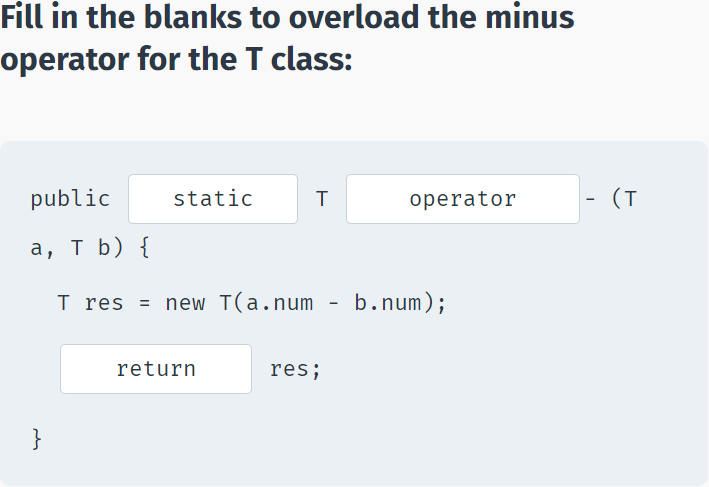 Fill in the blanks to overload the minus
operator for the T class:
public static T operator - (T
a, T b) {
T res = new T(a.num - b.num);
return res;
}